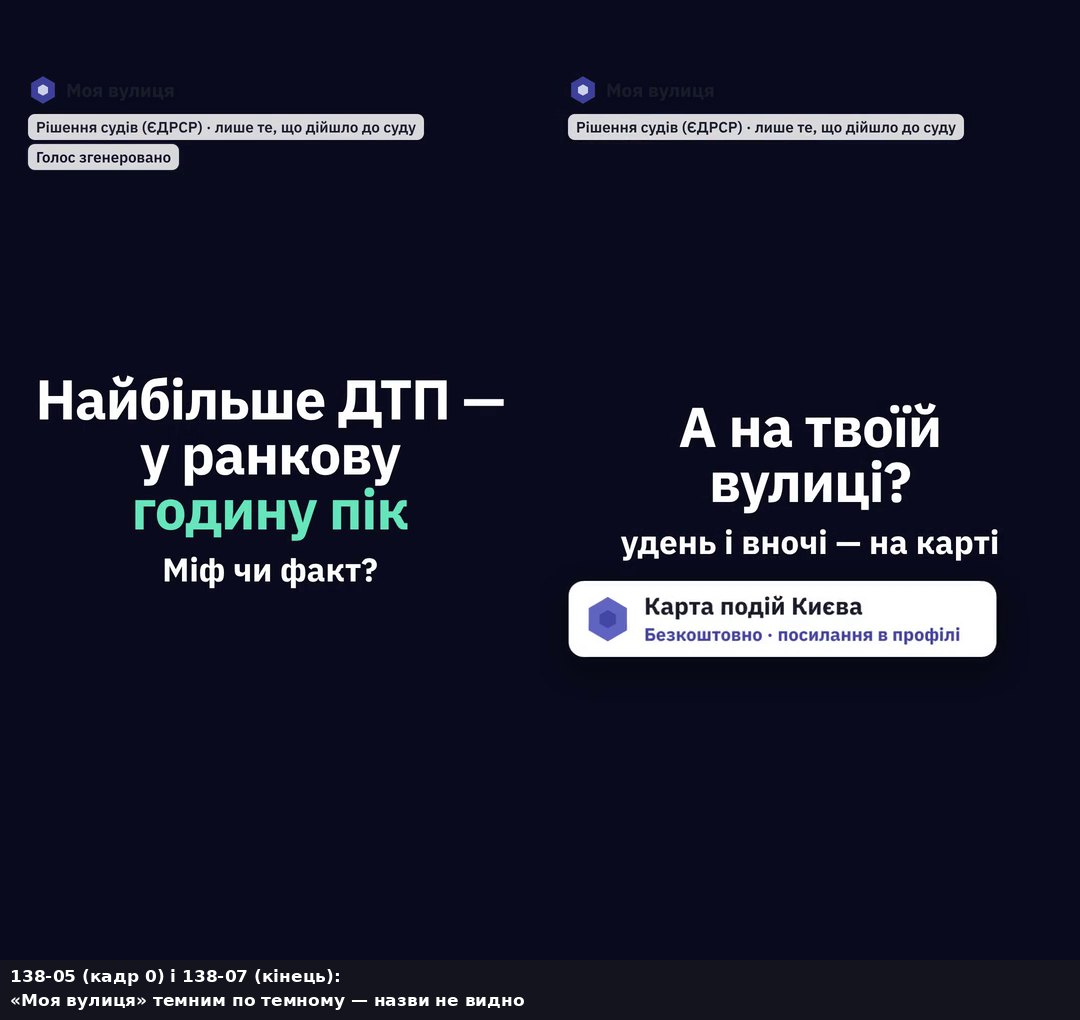 Моя вулиця
Рішення судів (ЄДРСР) · лише те, що дійшло до суду
Голос згенеровано
Найбільше ДТП —
у ранкову
годину пік
Міф чи факт?
Моя вулиця
Рішення судів (ЄДРСР) · лише те, що дійшло до суду
А на твоїй
вулиці?
удень і вночі — на карті
Карта подій Києва
Безкоштовно · посилання в профілі
138-05 (кадр 0) і 138-07 (кінець):
«Моя вулиця» темним по темному — назви не видно